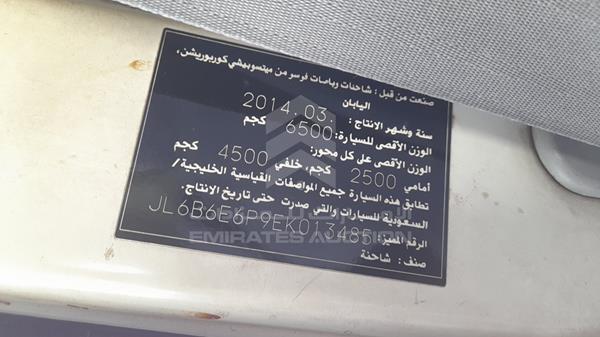 صنعت من قبل: شاحنات وباصات فوسو من ميتسوبيشي كوربوريشن،
اليابان
سنة وشهر الانتاج: 2014.03.
الوزن الأقصى للسيارة: 6500 كجم
الوزن الأقصى على كل محور:
أمامي 2500 كجم، خلفي 4500 كجم
تطابق هذه السيارة جميع المواصفات القياسية الخليجية/
السعودية للسيارات والتي صدرت حتى تاريخ الانتاج.
الرقم المميز: JL6B6E6P9EK013485
صنف: شاحنة
EMIRATES AUCTION